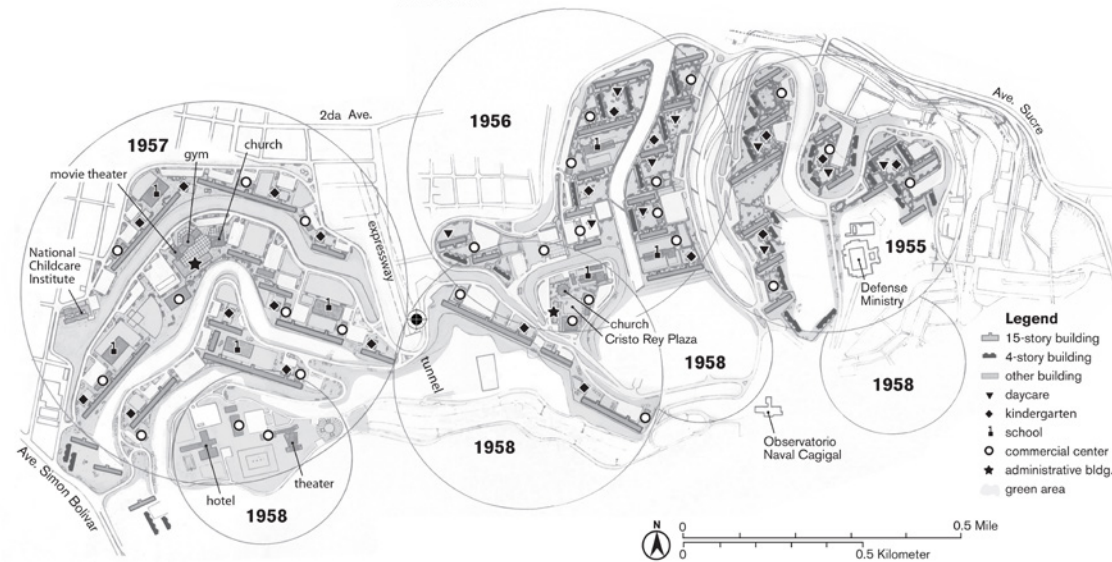 2da Ave.
1957
1956
gym
church
movie theater
National
Childcare
Institute
expressway
tunnel
Ave. Sucre
1955
Defense
Ministry
church
Cristo Rey Plaza
1958
1958
1958
1958
Observatorio
Naval Cagigal
hotel
theater
Ave. Simon Bolivar
Legend
15-story building
4-story building
other building
daycare
kindergarten
school
commercial center
administrative bldg.
green area
N
0 0.5 Mile
0 0.5 Kilometer